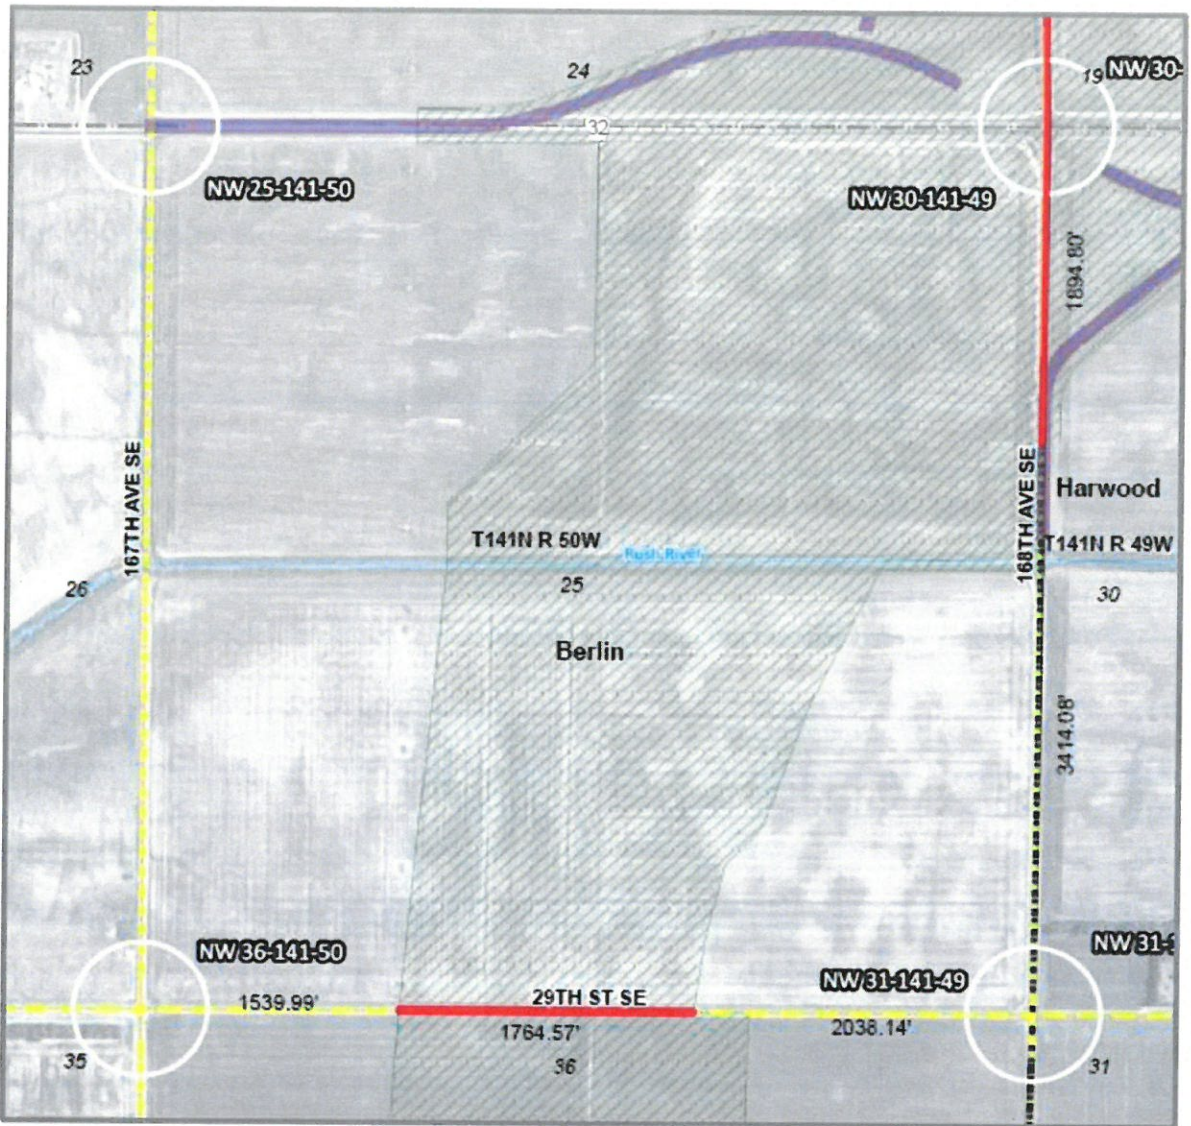 23
24
19
NW 30-
32
NW 25-141-50
NW 30-141-49
1894.80'
167TH AVE SE
168TH AVE SE
Harwood
T141N R 50W
Rush River
T141N R 49W
26
25
30
Berlin
3414.08'
NW 36-141-50
NW 31-
NW 31-141-49
1539.99'
29TH ST SE
1764.57'
2038.14'
35
36
31